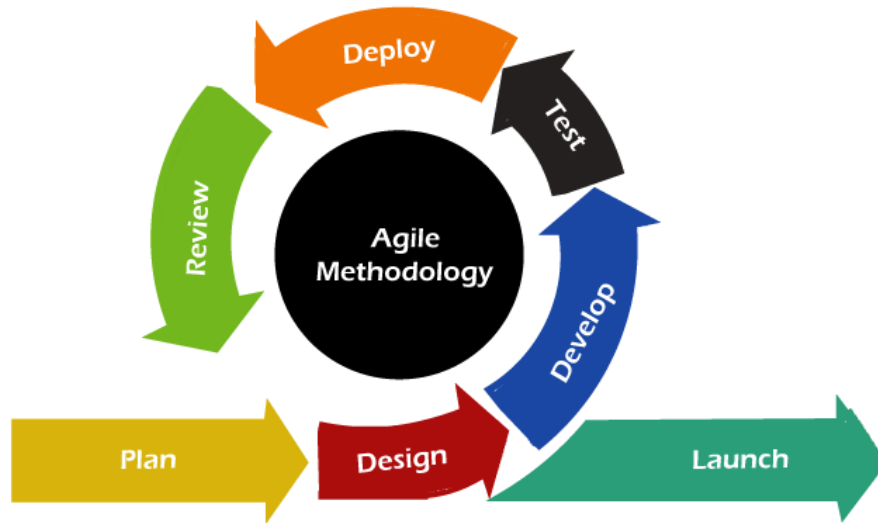 Deploy
Test
Review
Agile
Methodology
Develop
Plan
Design
Launch